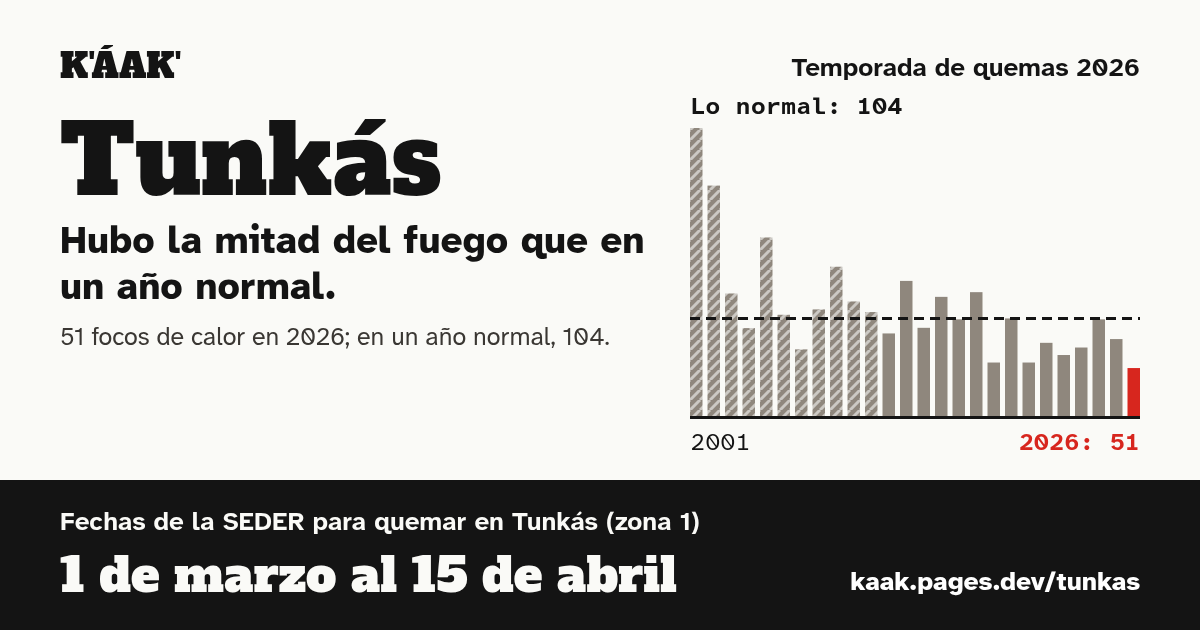 K'ÁAK'
Tunkás
Hubo la mitad del fuego que en
un año normal.
51 focos de calor en 2026; en un año normal, 104.
Temporada de quemas 2026
Lo normal: 104
2001
2026: 51
Fechas de la SEDER para quemar en Tunkás (zona 1)
1 de marzo al 15 de abril
kaak.pages.dev/tunkas